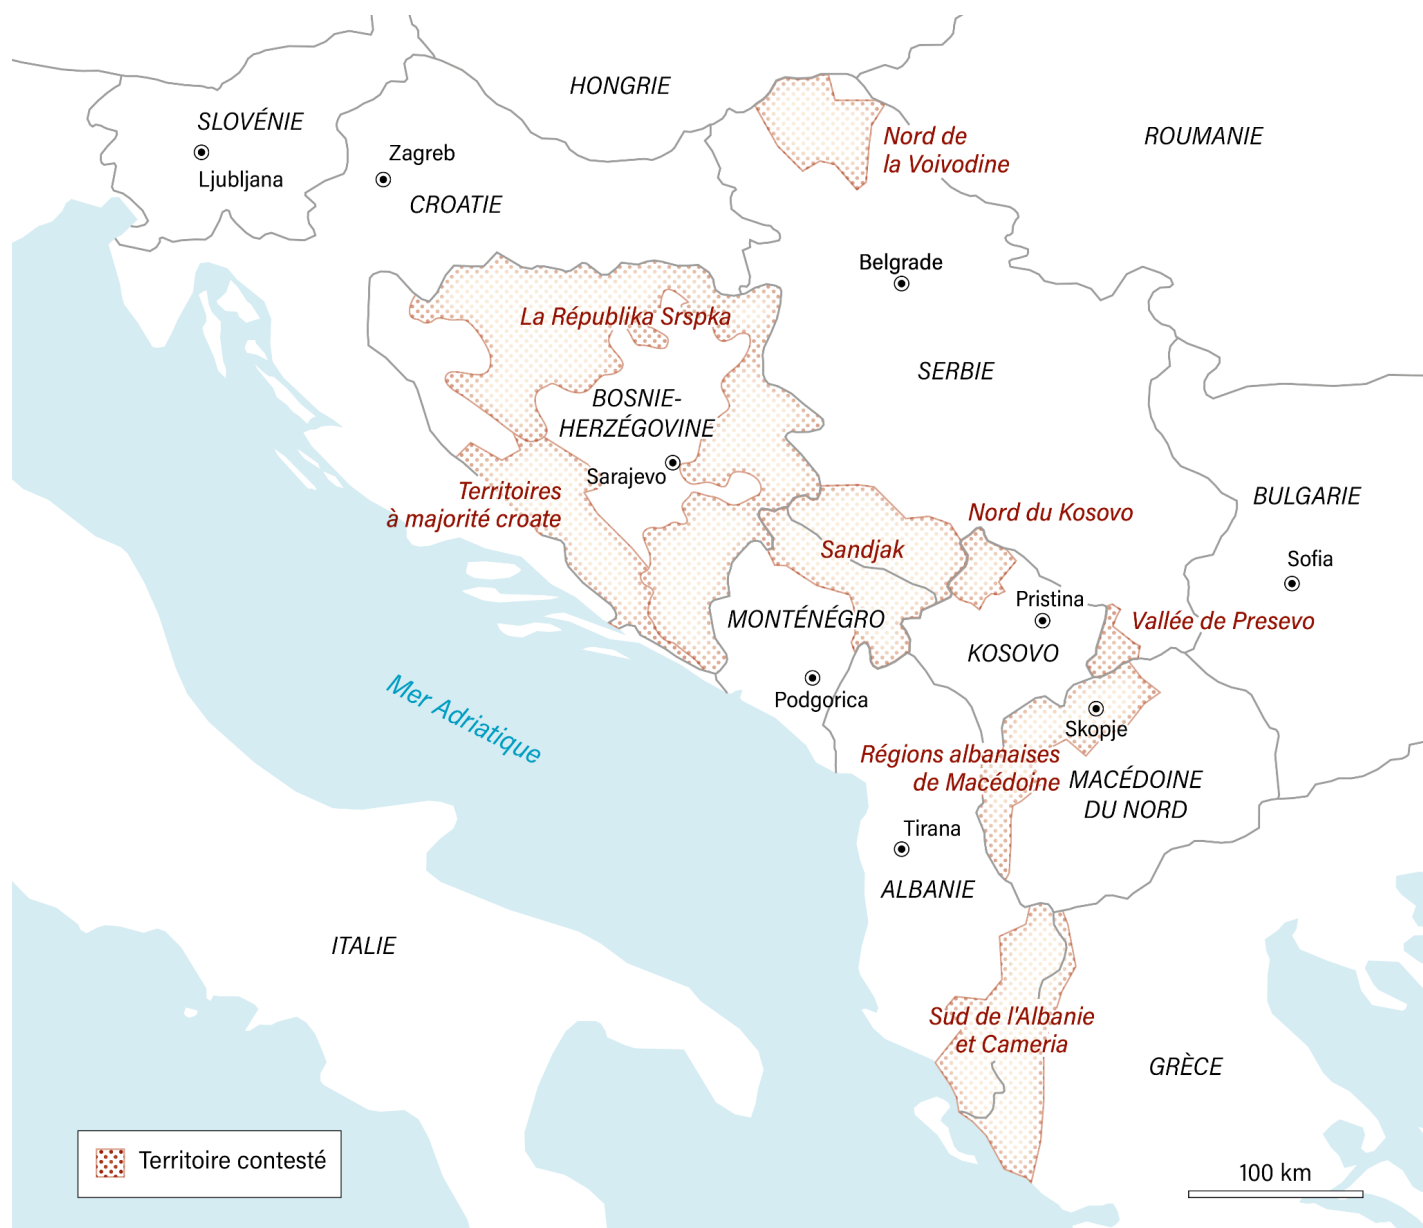 HONGRIE
SLOVÉNIE
Ljubljana
Zagreb
CROATIE
Nord de
la Voivodine
ROUMANIE
Belgrade
La Républika Srspka
SERBIE
BOSNIE-
HERZÉGOVINE
Sarajevo
Territoires
à majorité croate
Sandjak
Nord du Kosovo
BULGARIE
Sofia
Pristina
Vallée de Presevo
MONTÉNÉGRO
KOSOVO
Podgorica
Skopje
Mer Adriatique
Régions albanaises
de Macédoine
MACÉDOINE
DU NORD
Tirana
ALBANIE
ITALIE
Sud de l'Albanie
et Cameria
GRÈCE
Territoire contesté
100 km